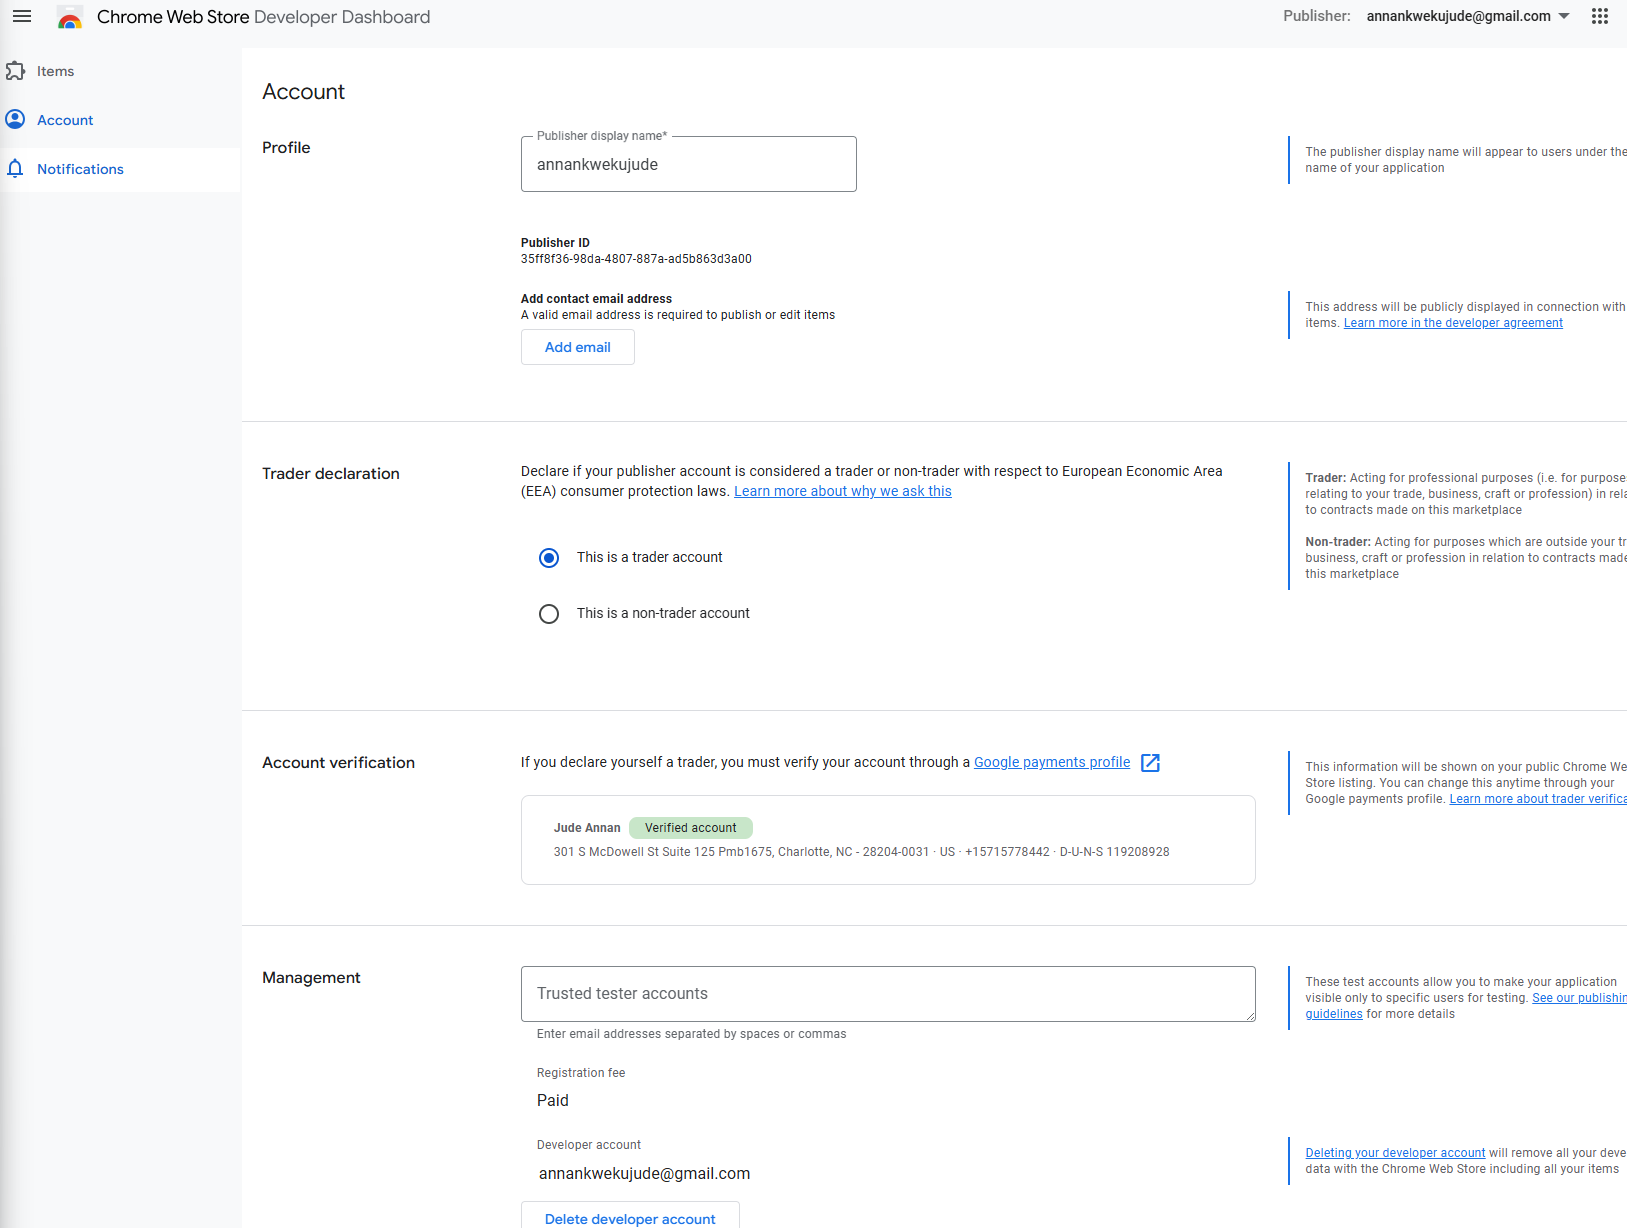 Chrome Web Store Developer Dashboard
Publisher: annankwekujude@gmail.com
Items
Account
Notifications
Account
Profile
Publisher display name*
annankwekujude
The publisher display name will appear to users under the
name of your application
Publisher ID
35ff8f36-98da-4807-887a-ad5b863d3a00
Add contact email address
A valid email address is required to publish or edit items
Add email
This address will be publicly displayed in connection with
items. Learn more in the developer agreement
Trader declaration
Declare if your publisher account is considered a trader or non-trader with respect to European Economic Area
(EEA) consumer protection laws. Learn more about why we ask this
This is a trader account
This is a non-trader account
Trader: Acting for professional purposes (i.e. for purpose
relating to your trade, business, craft or profession) in rela
to contracts made on this marketplace
Non-trader: Acting for purposes which are outside your tr
business, craft or profession in relation to contracts made
this marketplace
Account verification
If you declare yourself a trader, you must verify your account through a Google payments profile
Jude Annan Verified account
301 S McDowell St Suite 125 Pmb1675, Charlotte, NC - 28204-0031 · US · +15715778442 · D-U-N-S 119208928
This information will be shown on your public Chrome We
Store listing. You can change this anytime through your
Google payments profile. Learn more about trader verifica
Management
Trusted tester accounts
Enter email addresses separated by spaces or commas
These test accounts allow you to make your application
visible only to specific users for testing. See our publishin
guidelines for more details
Registration fee
Paid
Developer account
annankwekujude@gmail.com
Delete developer account
Deleting your developer account will remove all your deve
data with the Chrome Web Store including all your items